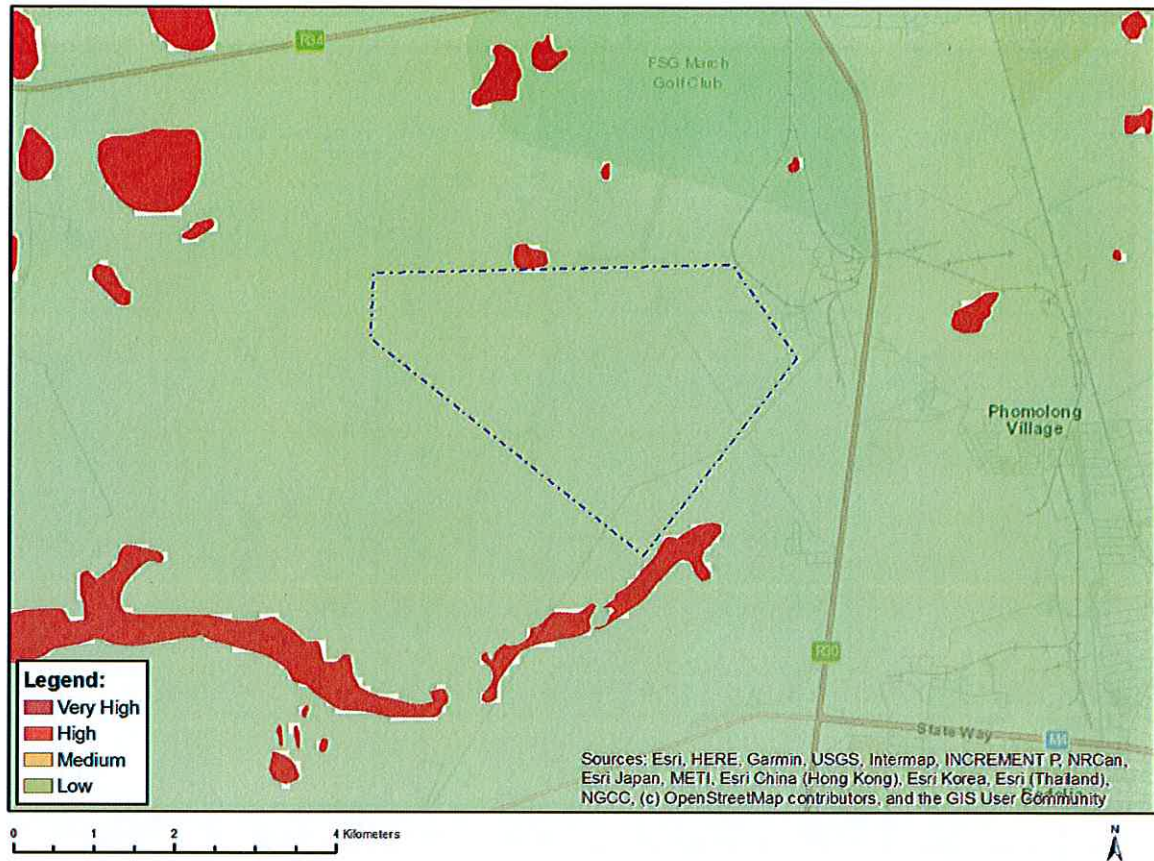 R34
FSG March
Golf Club
Phomolong
Village
R30
State Way
Legend:
Very High
High
Medium
Low
Sources: Esri, HERE, Garmin, USGS, Intermap, INCREMENT P, NRCan,
Esri Japan, METI, Esri China (Hong Kong), Esri Korea, Esri (Thailand),
NGCC, (c) OpenStreetMap contributors, and the GIS User Community
0 1 2 4 Kilometers
N